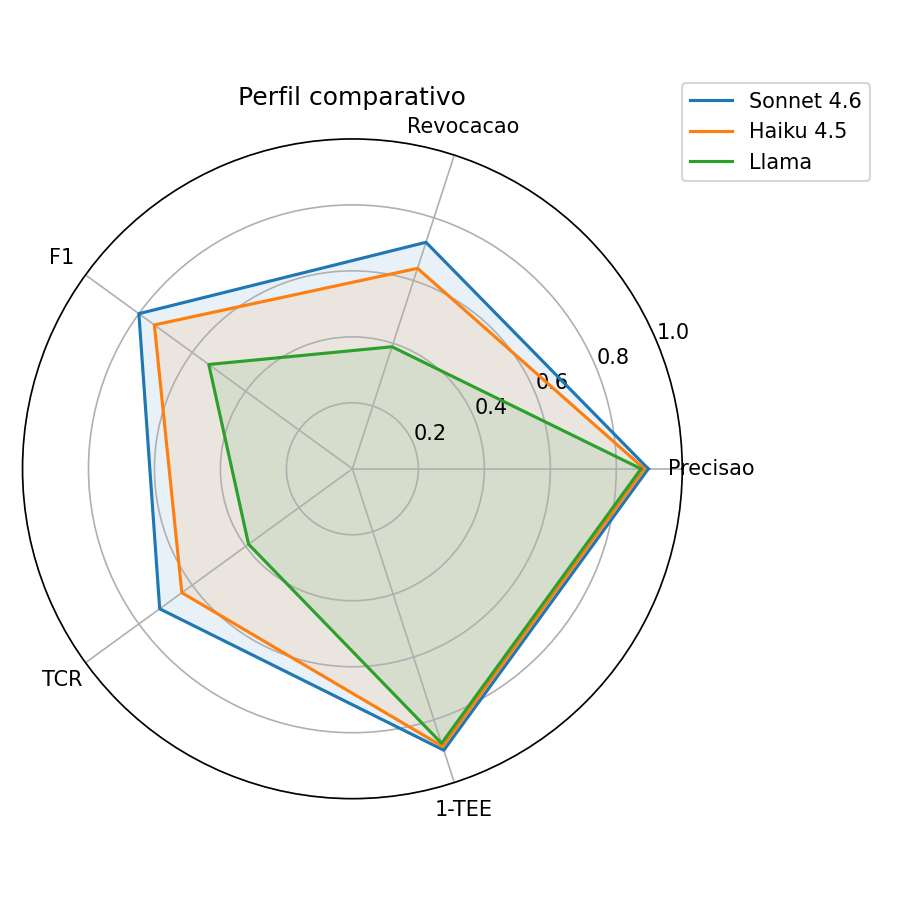 Perfil comparativo
Sonnet 4.6
Haiku 4.5
Llama
Revocacao
F1
1.0
0.8
0.6
0.4
0.2
Precisao
TCR
1-TEE